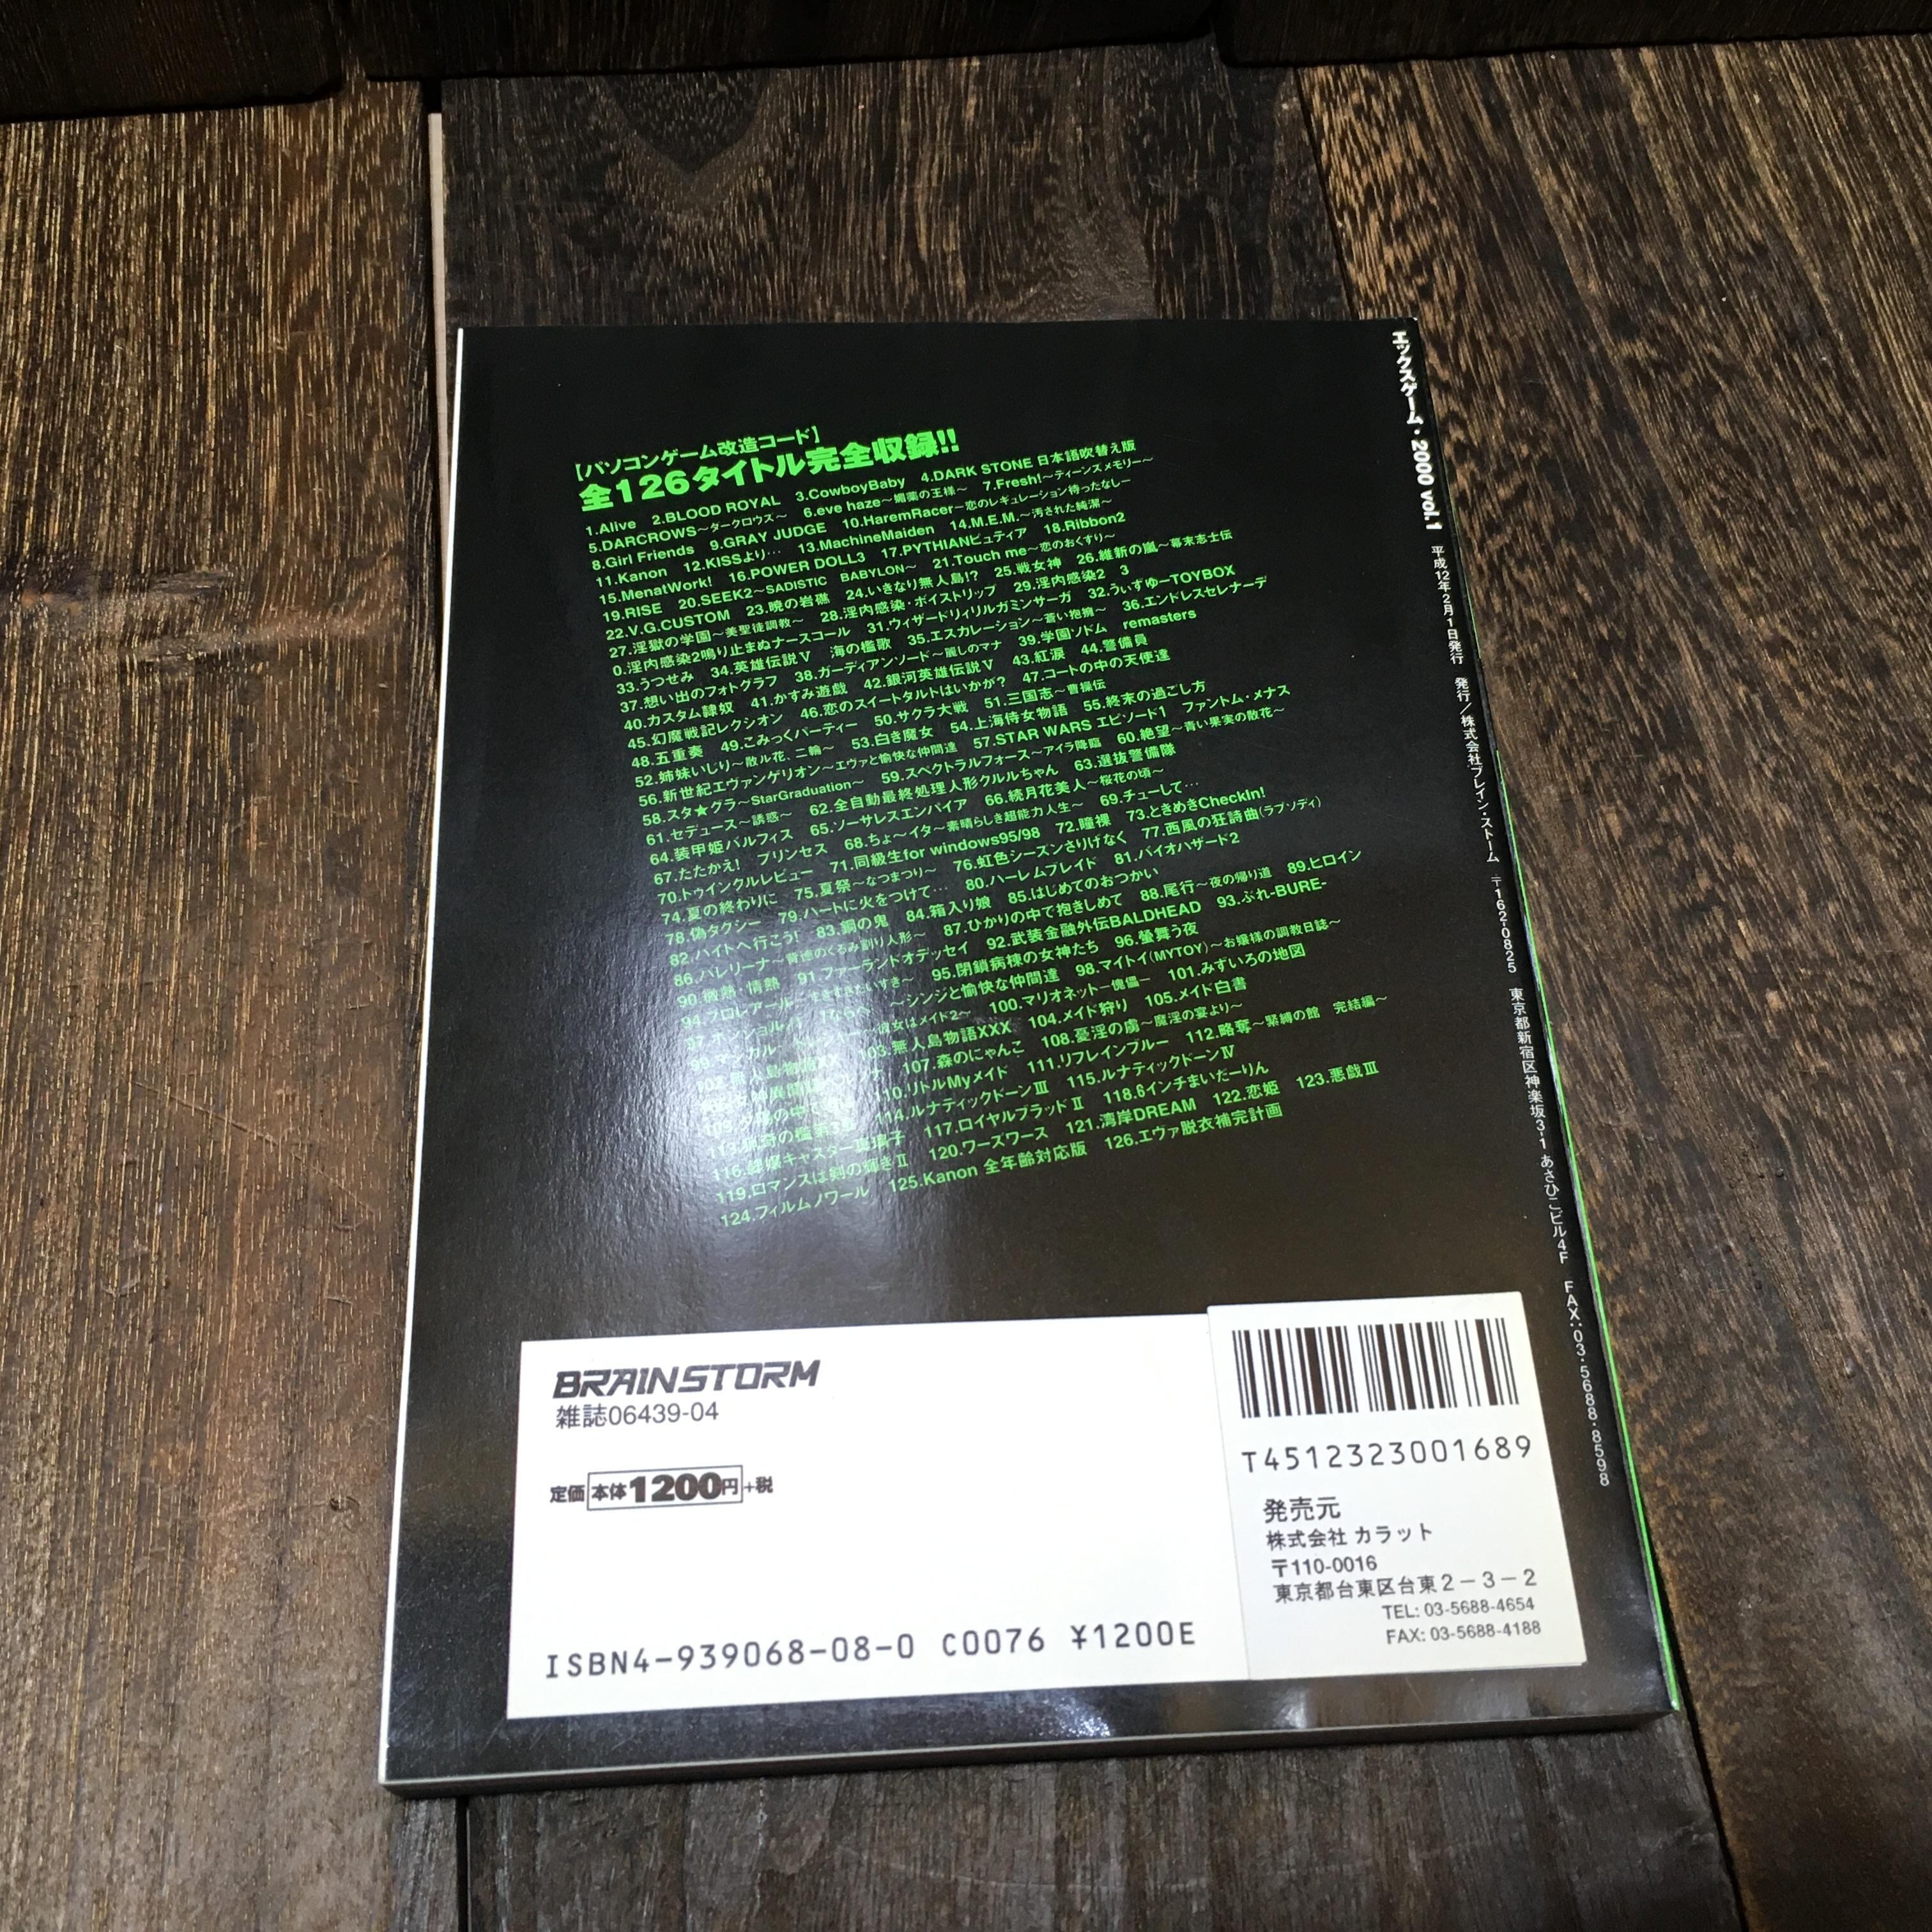 【パソコンゲーム改造コード】
全126タイトル完全収録!!
1.Alive 2.BLOOD ROYAL 3.CowboyBaby 4.DARK STONE 日本語吹替え版
5.DARCROWS～ダークロウズ～ 6.eve haze～媚薬の王様～ 7.Fresh!～ティーンズメモリー～
8.Girl Friends 9.GRAY JUDGE 10.HaremRacer～恋のレギュレーション待ったなし～
11.Kanon 12.KISSより… 13.MachineMaiden 14.M.E.M.～汚された純潔～
15.MenatWork! 16.POWER DOLL3 17.PYTHIANピュティア 18.Ribbon2
19.RISE 20.SEEK2～SADISTIC BABYLON～ 21.Touch me～恋のおくすり～
22.V.G.CUSTOM 23.暁の岩礁 24.いきなり無人島!? 25.戦女神 26.維新の嵐～幕末志士伝
27.淫獄の学園～美聖徒調教～ 28.淫内感染・ボイストリップ 29.淫内感染2 3
0.淫内感染2鳴り止まぬナースコール 31.ウィザードリィリルガミンサーガ 32.うぃずゆーTOYBOX
33.うつせみ 34.英雄伝説Ⅴ 海の檻歌 35.エスカレーション～蒼い抱擁～ 36.エンドレスセレナーデ
37.想い出のフォトグラフ 38.ガーディアンソード～麗しのマナ 39.学園ソドム remasters
40.カスタム隷奴 41.かすみ遊戯 42.銀河英雄伝説Ⅴ 43.紅涙 44.警備員
45.幻魔戦記レクシオン 46.恋のスイートタルトはいかが? 47.コートの中の天使達
48.五重奏 49.こみっくパーティー 50.サクラ大戦 51.三国志～曹操伝
52.姉妹いじり～散ル花、二輪～ 53.白き魔女 54.上海侍女物語 55.終末の過ごし方
56.新世紀エヴァンゲリオン～エヴァと愉快な仲間達 57.STAR WARS エピソード1 ファントム・メナス
58.スタ★グラ～StarGraduation～ 59.スペクトラルフォース～アイラ降臨 60.絶望～青い果実の散花～
61.セデュース～誘惑～ 62.全自動最終処理人形クルルちゃん 63.選抜警備隊
64.装甲姫バルフィス 65.ソーサレスエンパイア 66.続月花美人～桜花の頃～
67.たたかえ! プリンセス 68.ちょ～イタ～素晴らしき超能力人生～ 69.チューして…
70.トゥインクルレビュー 71.同級生for windows95/98 72.瞳裸 73.ときめきCheckIn!
74.夏の終わりに 75.夏祭～なつまつり～ 76.虹色シーズンさりげなく 77.西風の狂詩曲(ラプソディ)
78.偽タクシー 79.ハートに火をつけて… 80.ハーレムブレイド 81.バイオハザード2
82.ハイトへ行こう! 83.鋼の鬼 84.箱入り娘 85.はじめてのおつかい
86.バレリーナ～背徳のくるみ割り人形～ 87.ひかりの中で抱きしめて 88.尾行～夜の帰り道 89.ヒロイン
90.微熱・情熱 91.ファーランドオデッセイ 92.武装金融外伝BALDHEAD 93.ぶれ-BURE-
94.フロレアール～すきすきだいすき～ 95.閉鎖病棟の女神たち 96.螢舞う夜
～シンジと愉快な仲間達 98.マイトイ(MYTOY)～お嬢様の調教日誌～
99. ～彼女はメイド2～ 100.マリオネット―傀儡― 101.みずいろの地図
102.無人島物語 103.無人島物語XXX 104.メイド狩り 105.メイド白書
107.森のにゃんこ 108.憂淫の虜～魔淫の宴より～
109. 110.リトルMyメイド 111.リフレインブルー 112.略奪～緊縛の館 完結編～
113. 114.ルナティックドーンⅢ 115.ルナティックドーンⅣ
116. キャスター真璃子 117.ロイヤルブラッドⅡ 118.6インチまいだーりん
119.ロマンスは剣の輝きⅡ 120.ワーズワース 121.湾岸DREAM 122.恋姫 123.悪戯Ⅲ
124.フィルムノワール 125.Kanon 全年齢対応版 126.エヴァ脱衣補完計画
エックスゲーム・2000 vol.1 平成12年2月1日発行 発行／株式会社ブレイン・ストーム 〒162-0825 東京都新宿区神楽坂3-1 あさひこビル4F FAX:03-5688-8598
BRAINSTORM
雑誌06439-04
定価 本体1200円+税
ISBN4-939068-08-0 C0076 ¥1200E
T4512323001689
発売元
株式会社 カラット
〒110-0016
東京都台東区台東2－3－2
TEL: 03-5688-4654
FAX: 03-5688-4188